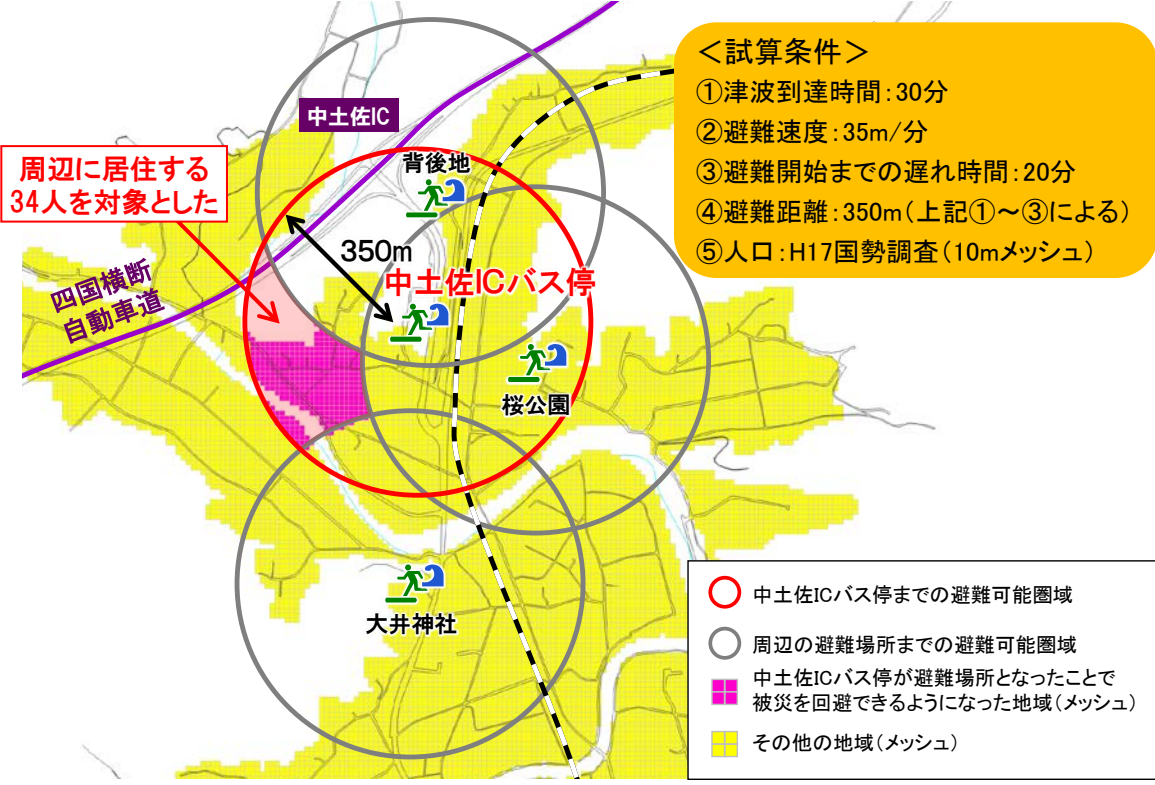 ＜試算条件＞
①津波到達時間：30分
②避難速度：35m/分
③避難開始までの遅れ時間：20分
④避難距離：350m（上記①～③による）
⑤人口：H17国勢調査（10mメッシュ）
中土佐IC
周辺に居住する
34人を対象とした
背後地
350m
中土佐ICバス停
四国横断
自動車道
桜公園
大井神社
中土佐ICバス停までの避難可能圏域
周辺の避難場所までの避難可能圏域
中土佐ICバス停が避難場所となったことで
被災を回避できるようになった地域（メッシュ）
その他の地域（メッシュ）